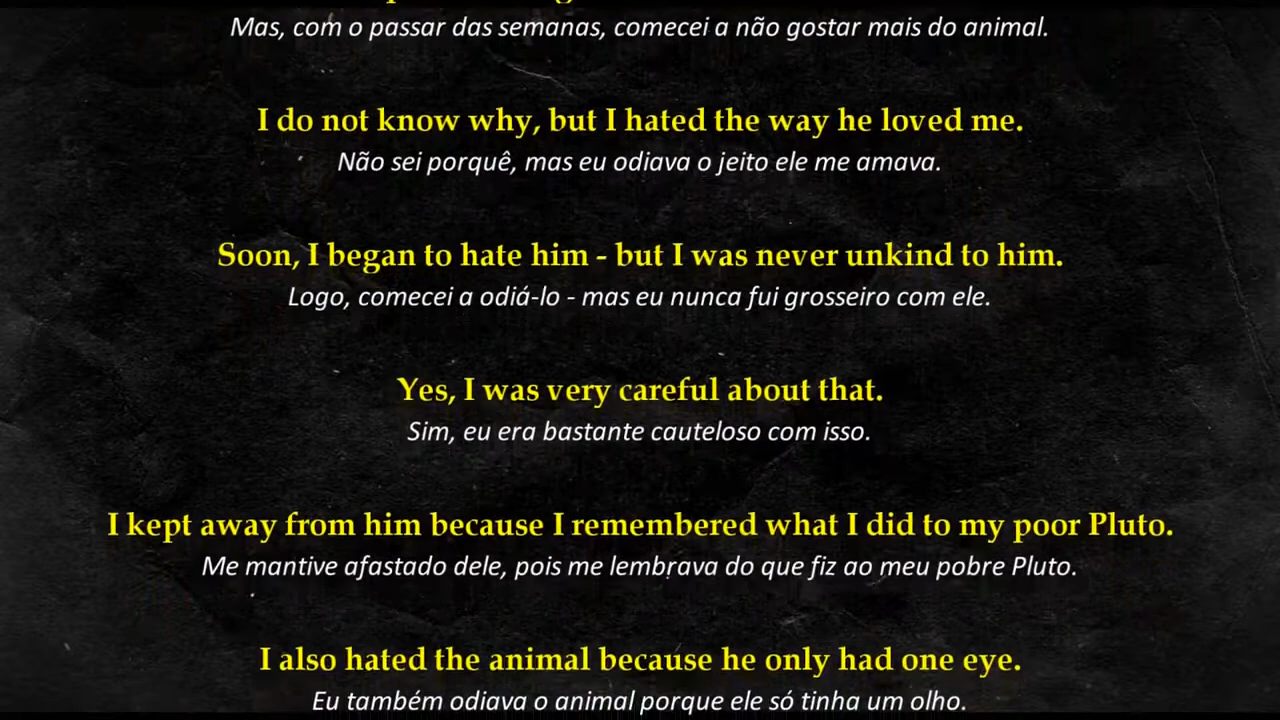 Mas, com o passar das semanas, comecei a não gostar mais do animal.
I do not know why, but I hated the way he loved me.
Não sei porquê, mas eu odiava o jeito ele me amava.
Soon, I began to hate him - but I was never unkind to him.
Logo, comecei a odiá-lo - mas eu nunca fui grosseiro com ele.
Yes, I was very careful about that.
Sim, eu era bastante cauteloso com isso.
I kept away from him because I remembered what I did to my poor Pluto.
Me mantive afastado dele, pois me lembrava do que fiz ao meu pobre Pluto.
I also hated the animal because he only had one eye.
Eu também odiava o animal porque ele só tinha um olho.